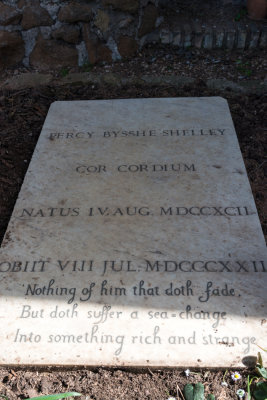 PERCY BYSSHE SHELLEY
COR CORDIUM
NATUS IV. AUG. MDCCXCII.
OBIIT VIII JUL. MDCCCXXII
Nothing of him that doth fade,
But doth suffer a sea=change
Into something rich and strange